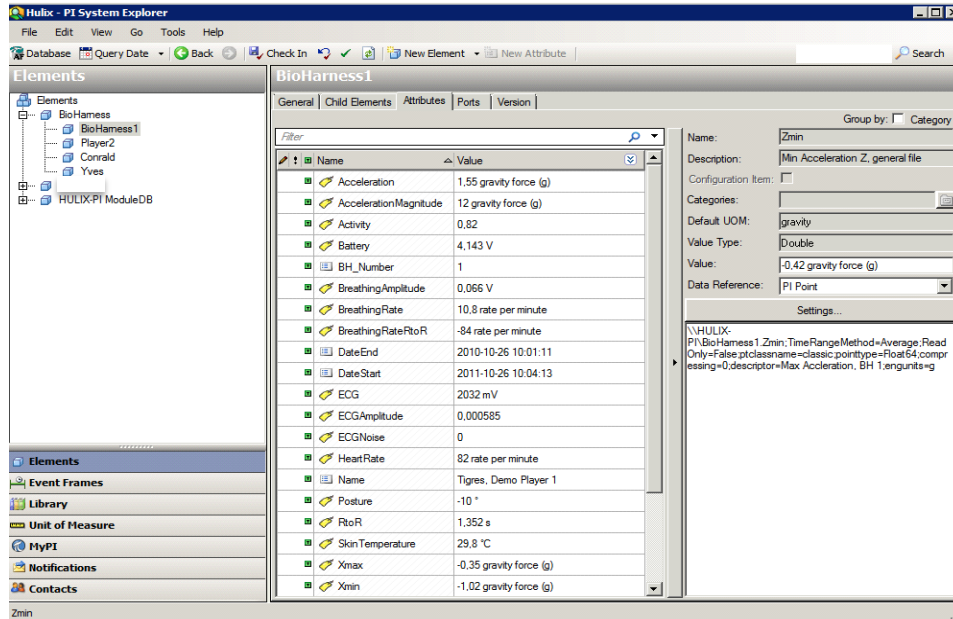 Hulix - PI System Explorer
File Edit View Go Tools Help
Database Query Date Back Check In New Element New Attribute Search
Elements
Elements
BioHarness
BioHarness1
Player2
Conrald
Yves
HULIX-PI ModuleDB
Elements
Event Frames
Library
Unit of Measure
MyPI
Notifications
Contacts
BioHarness1
General Child Elements Attributes Ports Version
Group by: Category
Filter
Name Value
Acceleration 1,55 gravity force (g)
AccelerationMagnitude 12 gravity force (g)
Activity 0,82
Battery 4,143 V
BH_Number 1
BreathingAmplitude 0,066 V
BreathingRate 10,8 rate per minute
BreathingRateRtoR -84 rate per minute
DateEnd 2010-10-26 10:01:11
DateStart 2011-10-26 10:04:13
ECG 2032 mV
ECGAmplitude 0,000585
ECGNoise 0
HeartRate 82 rate per minute
Name Tigres, Demo Player 1
Posture -10 °
RtoR 1,352 s
SkinTemperature 29,8 °C
Xmax -0,35 gravity force (g)
Xmin -1,02 gravity force (g)
Name: Zmin
Description: Min Acceleration Z, general file
Configuration Item:
Categories:
Default UOM: gravity
Value Type: Double
Value: -0,42 gravity force (g)
Data Reference: PI Point
Settings...
\\HULIX-
PI\BioHarness1.Zmin;TimeRangeMethod=Average;Read
Only=False;ptclassname=classic;pointtype=Float64;compr
essing=0;descriptor=Max Accleration, BH 1;engunits=g
Zmin